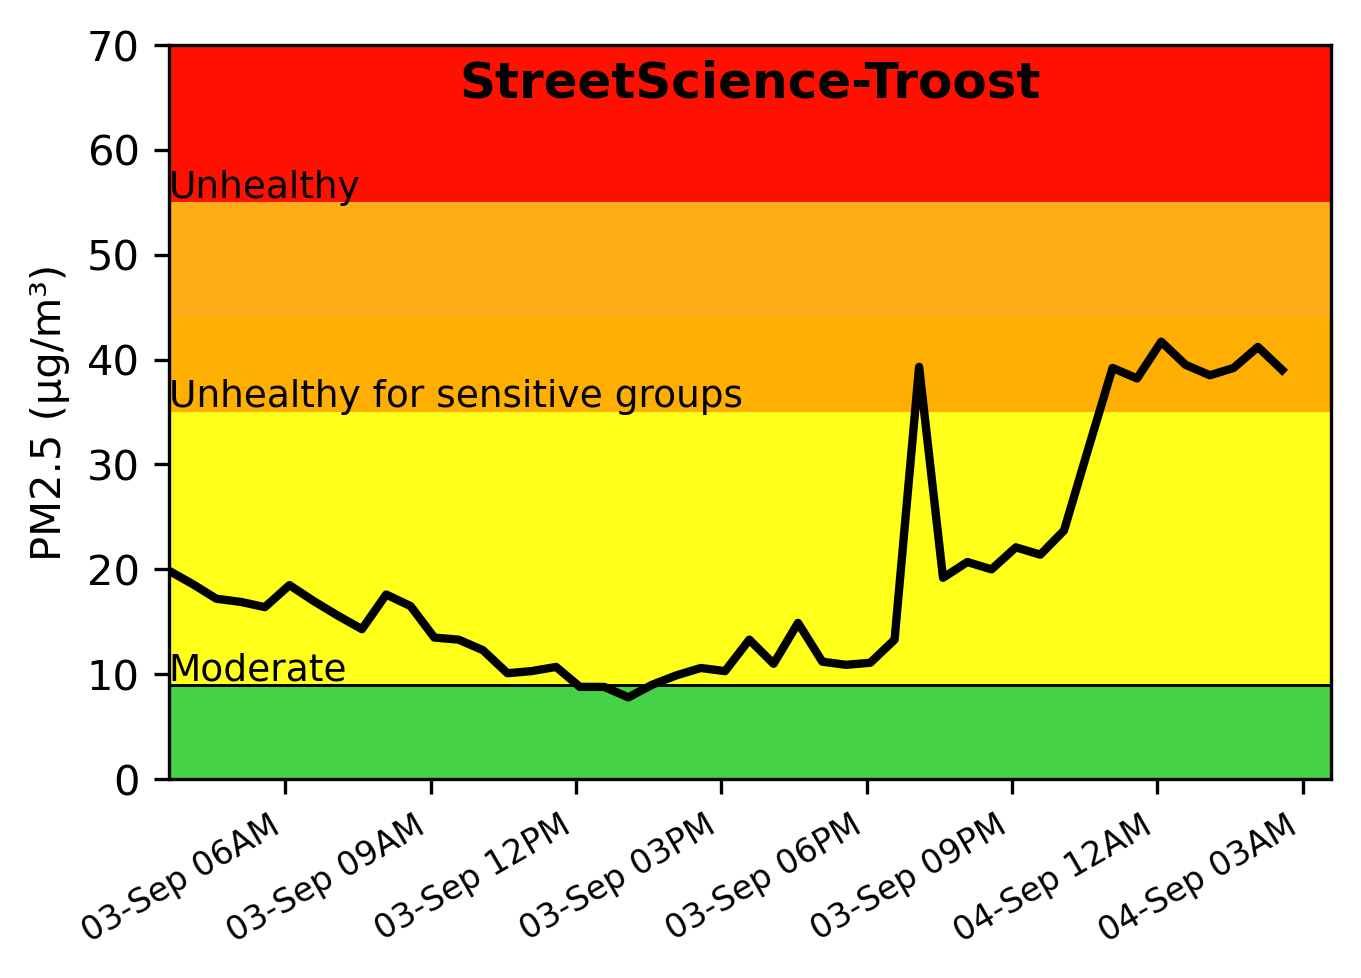 StreetScience-Troost
PM2.5 (µg/m³)
70
60
50
40
30
20
10
0
Unhealthy
Unhealthy for sensitive groups
Moderate
03-Sep 06AM
03-Sep 09AM
03-Sep 12PM
03-Sep 03PM
03-Sep 06PM
03-Sep 09PM
04-Sep 12AM
04-Sep 03AM